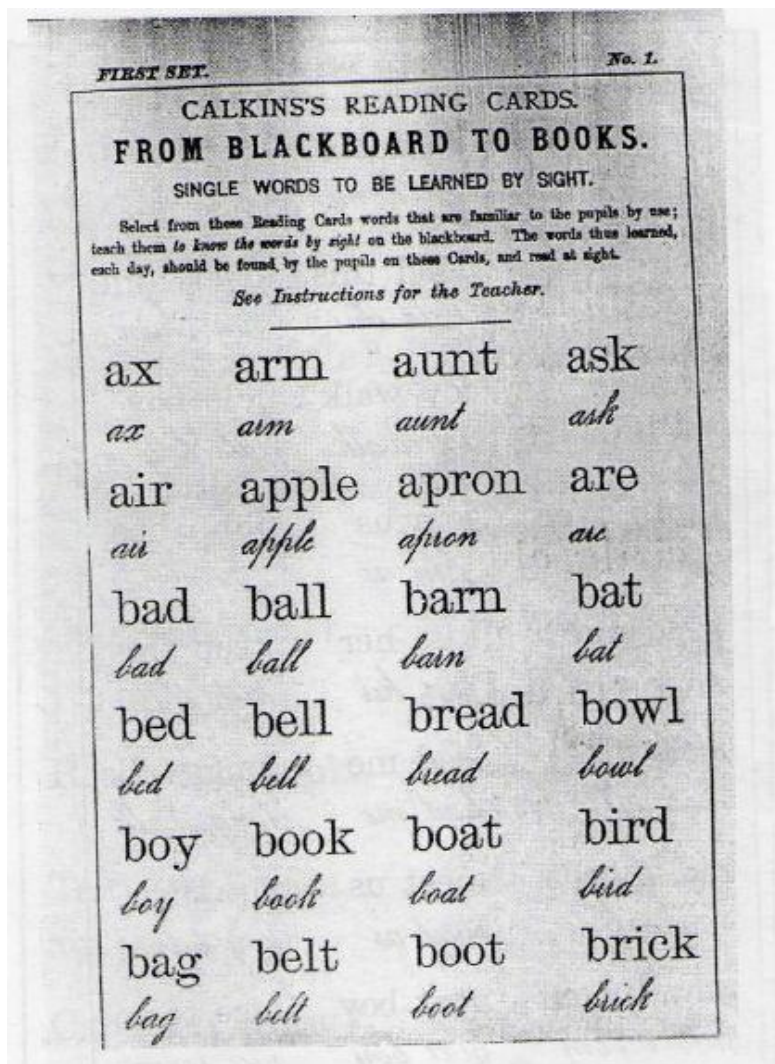 FIRST SET. No. 1.
CALKINS'S READING CARDS.
FROM BLACKBOARD TO BOOKS.
SINGLE WORDS TO BE LEARNED BY SIGHT.
Select from these Reading Cards words that are familiar to the pupils by use;
teach them to know the words by sight on the blackboard. The words thus learned,
each day, should be found by the pupils on these Cards, and read at sight.
See Instructions for the Teacher.
ax arm aunt ask
ax arm aunt ask
air apple apron are
air apple apron are
bad ball barn bat
bad ball barn bat
bed bell bread bowl
bed bell bread bowl
boy book boat bird
boy book boat bird
bag belt boot brick
bag belt boot brick